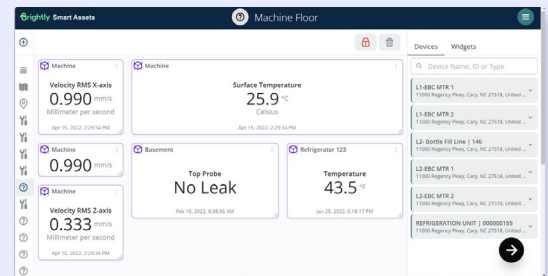 Brightly Smart Assets
Machine Floor
Devices Widgets
Device Name, ID or Type
Machine
Velocity RMS X-axis
0.990 mm/s
Millimeter per second
Apr 15, 2022, 2:29:34 PM
Machine
Surface Temperature
25.9 °C
Celsius
Apr 15, 2022, 2:29:34 PM
Machine
0.990 mm/s
Basement
Top Probe
No Leak
Feb 10, 2022, 8:38:50 AM
Refrigerator 123
Temperature
43.5 °F
Jan 25, 2022, 6:18:17 PM
Machine
Velocity RMS Z-axis
0.333 mm/s
Millimeter per second
Apr 15, 2022, 2:29:34 PM
L1-EBC MTR 1
11000 Regency Pkwy, Cary, NC 27518, United ...
L1-EBC MTR 2
11000 Regency Pkwy, Cary, NC 27518, United ...
L2- Bottle Fill Line | 146
11000 Regency Pkwy, Cary, NC 27518, United ...
L2-EBC MTR 1
11000 Regency Pkwy, Cary, NC 27518, United ...
L2-EBC MTR 2
11000 Regency Pkwy, Cary, NC 27518, United ...
REFRIGERATION UNIT | 000000155
11000 Regency Pkwy, Cary, NC 27518, United ...